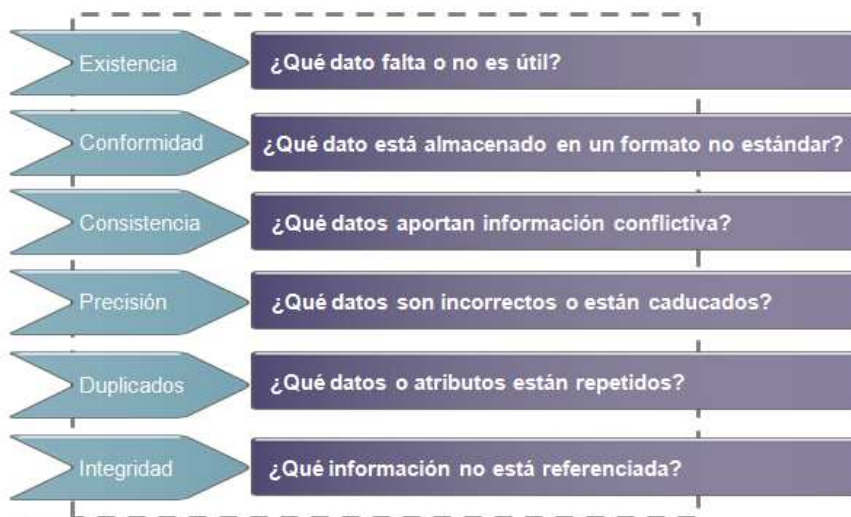 Existencia ¿Qué dato falta o no es útil?
Conformidad ¿Qué dato está almacenado en un formato no estándar?
Consistencia ¿Qué datos aportan información conflictiva?
Precisión ¿Qué datos son incorrectos o están caducados?
Duplicados ¿Qué datos o atributos están repetidos?
Integridad ¿Qué información no está referenciada?